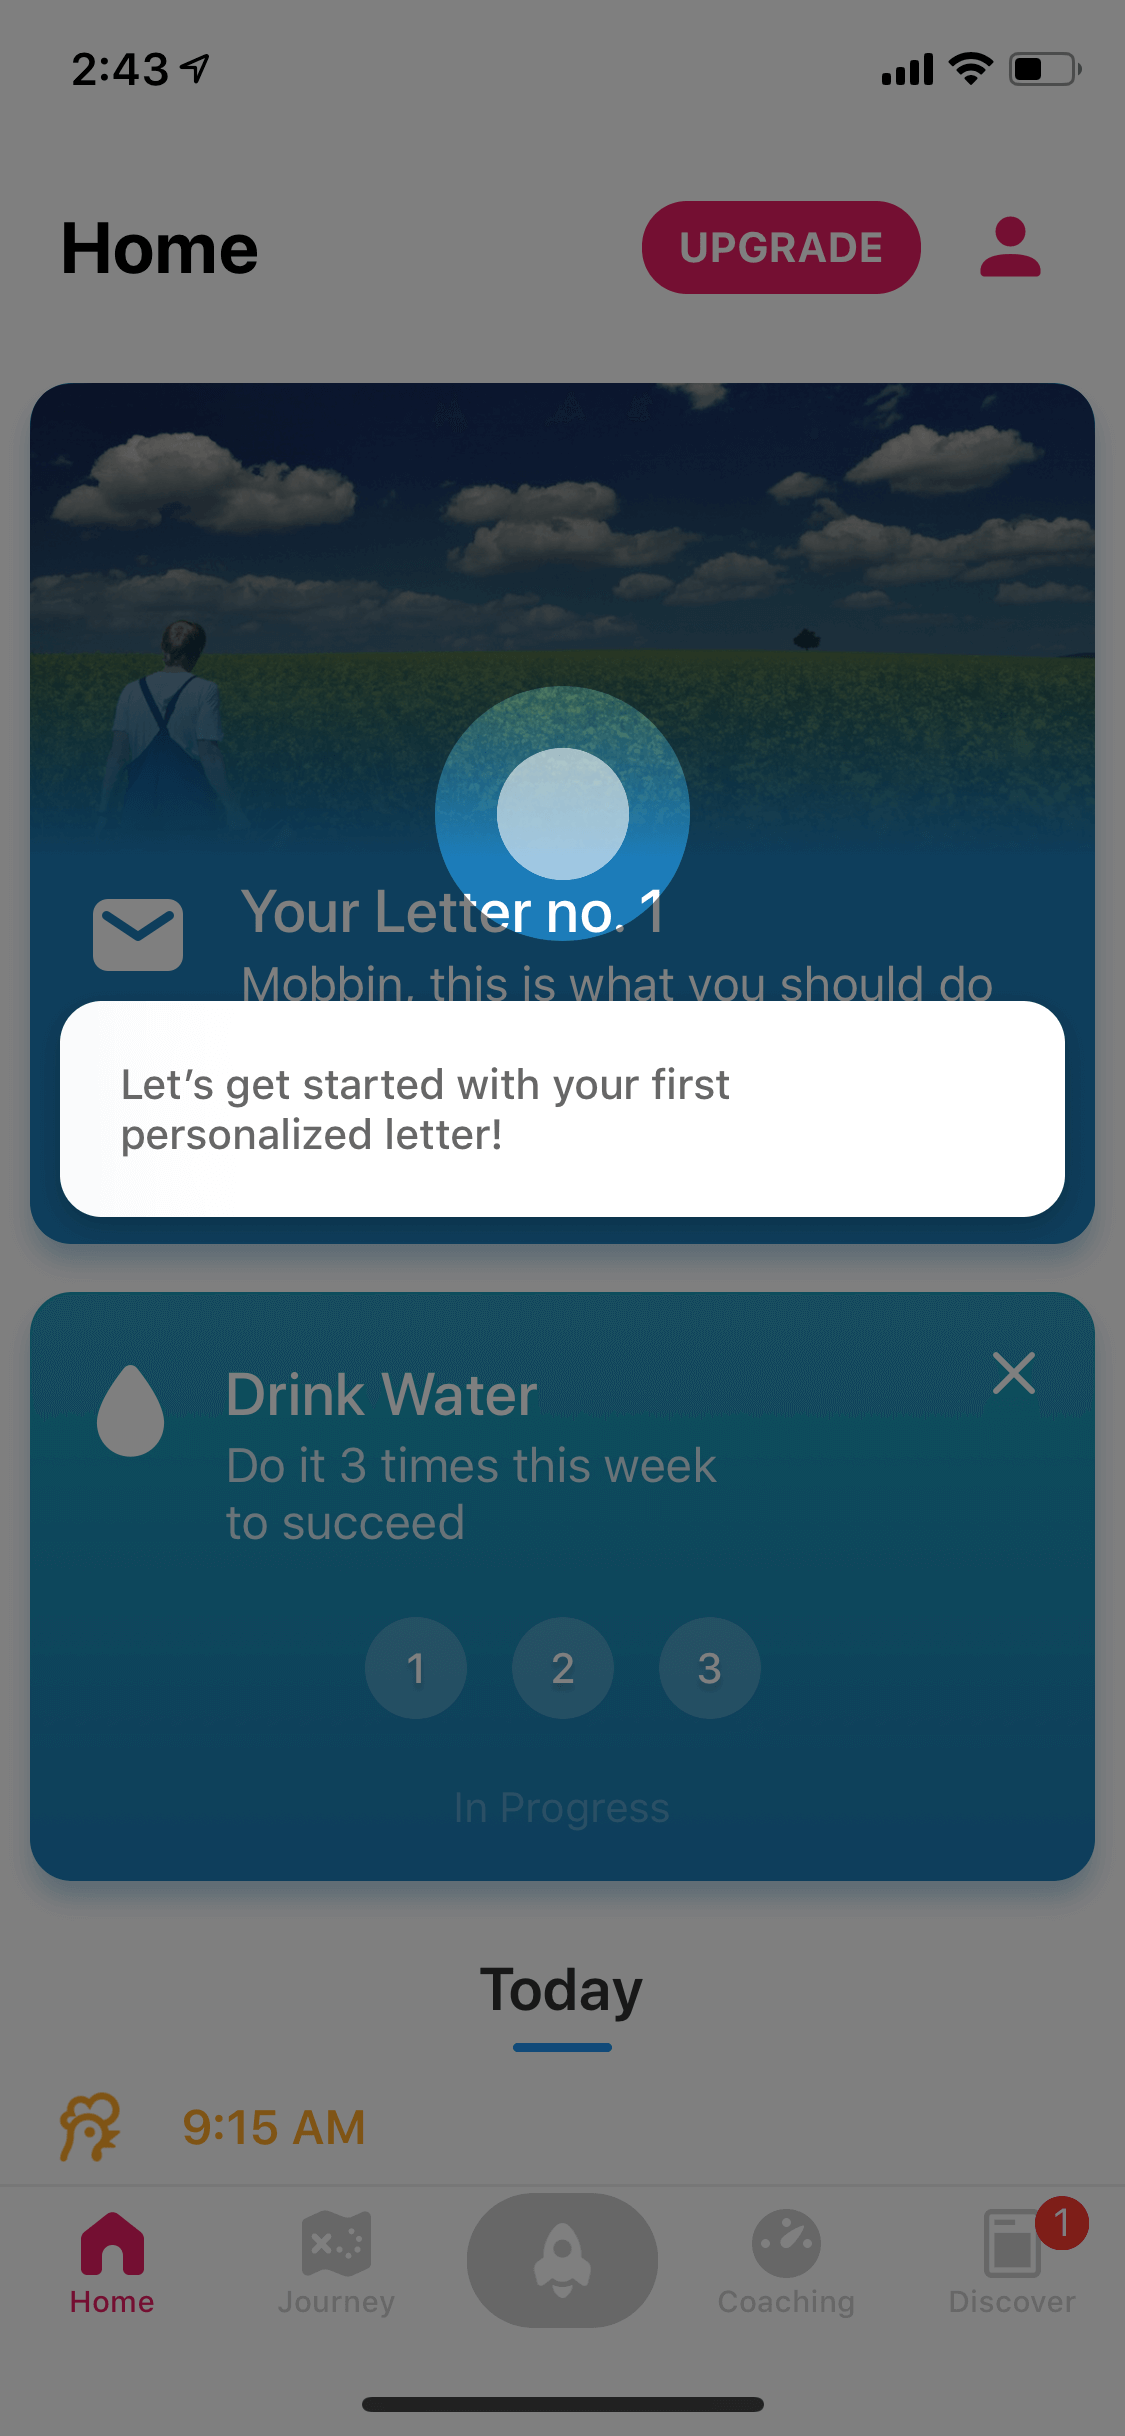 2:43
Home
UPGRADE
Your Letter no. 1
Mobbin, this is what you should do
Let’s get started with your first
personalized letter!
Drink Water
Do it 3 times this week
to succeed
1 2 3
In Progress
Today
9:15 AM
1
Home Journey Coaching Discover